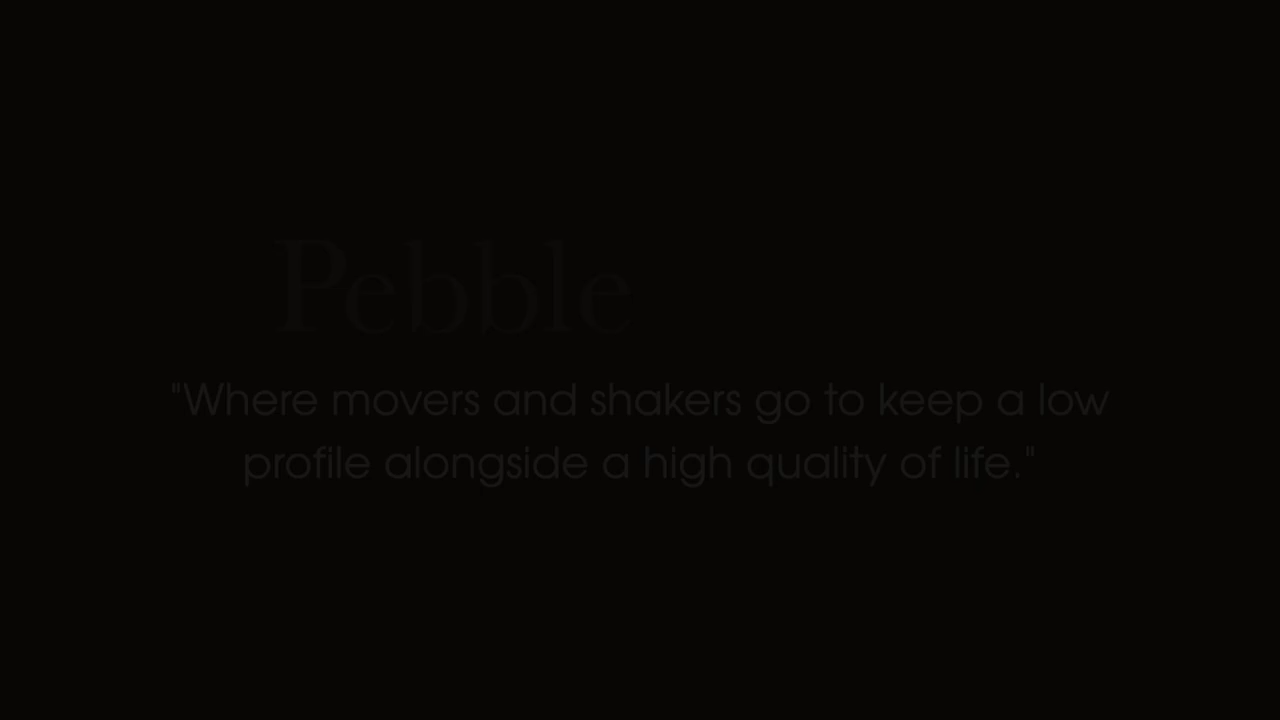 Pebble
"Where movers and shakers go to keep a low
profile alongside a high quality of life."